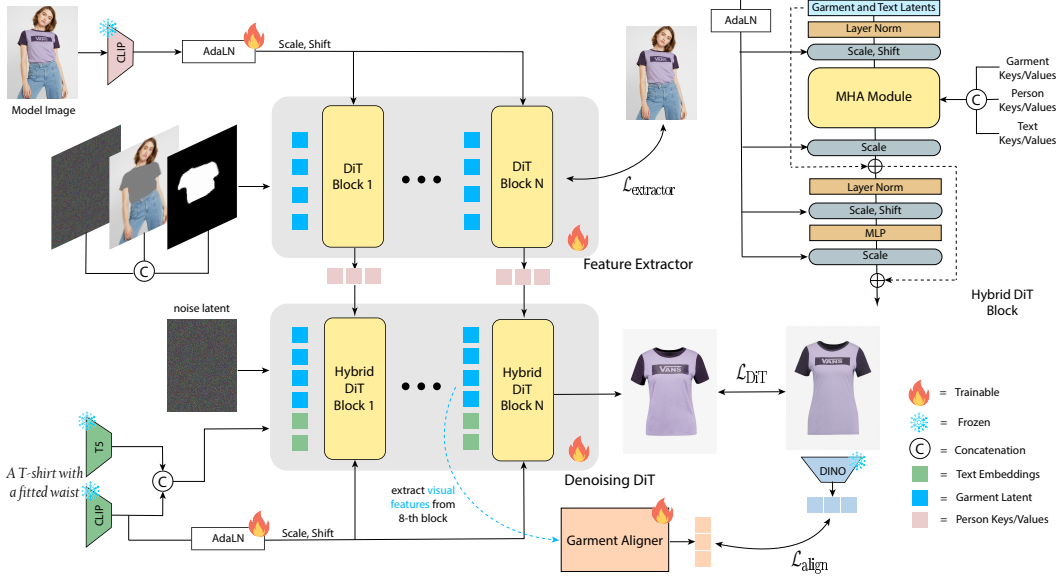 Model Image
CLIP
AdaLN
Scale, Shift
DiT
Block 1
DiT
Block N
Feature Extractor
ℒextractor
C
noise latent
Hybrid
DiT
Block 1
Hybrid
DiT
Block N
Denoising DiT
VANS
ℒDiT
VANS
T5
A T-shirt with
a fitted waist
C
CLIP
AdaLN
Scale, Shift
extract visual
features from
8-th block
Garment Aligner
DINO
ℒalign
AdaLN
Garment and Text Latents
Layer Norm
Scale, Shift
MHA Module
C
Garment
Keys/Values
Person
Keys/Values
Text
Keys/Values
Scale
Layer Norm
Scale, Shift
MLP
Scale
Hybrid DiT
Block
= Trainable
= Frozen
C = Concatenation
= Text Embeddings
= Garment Latent
= Person Keys/Values